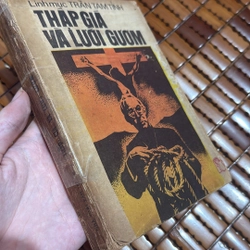 Linh mục TRẦN TAM TỈNH
THẬP GIÁ
VÀ LƯỠI GƯƠM